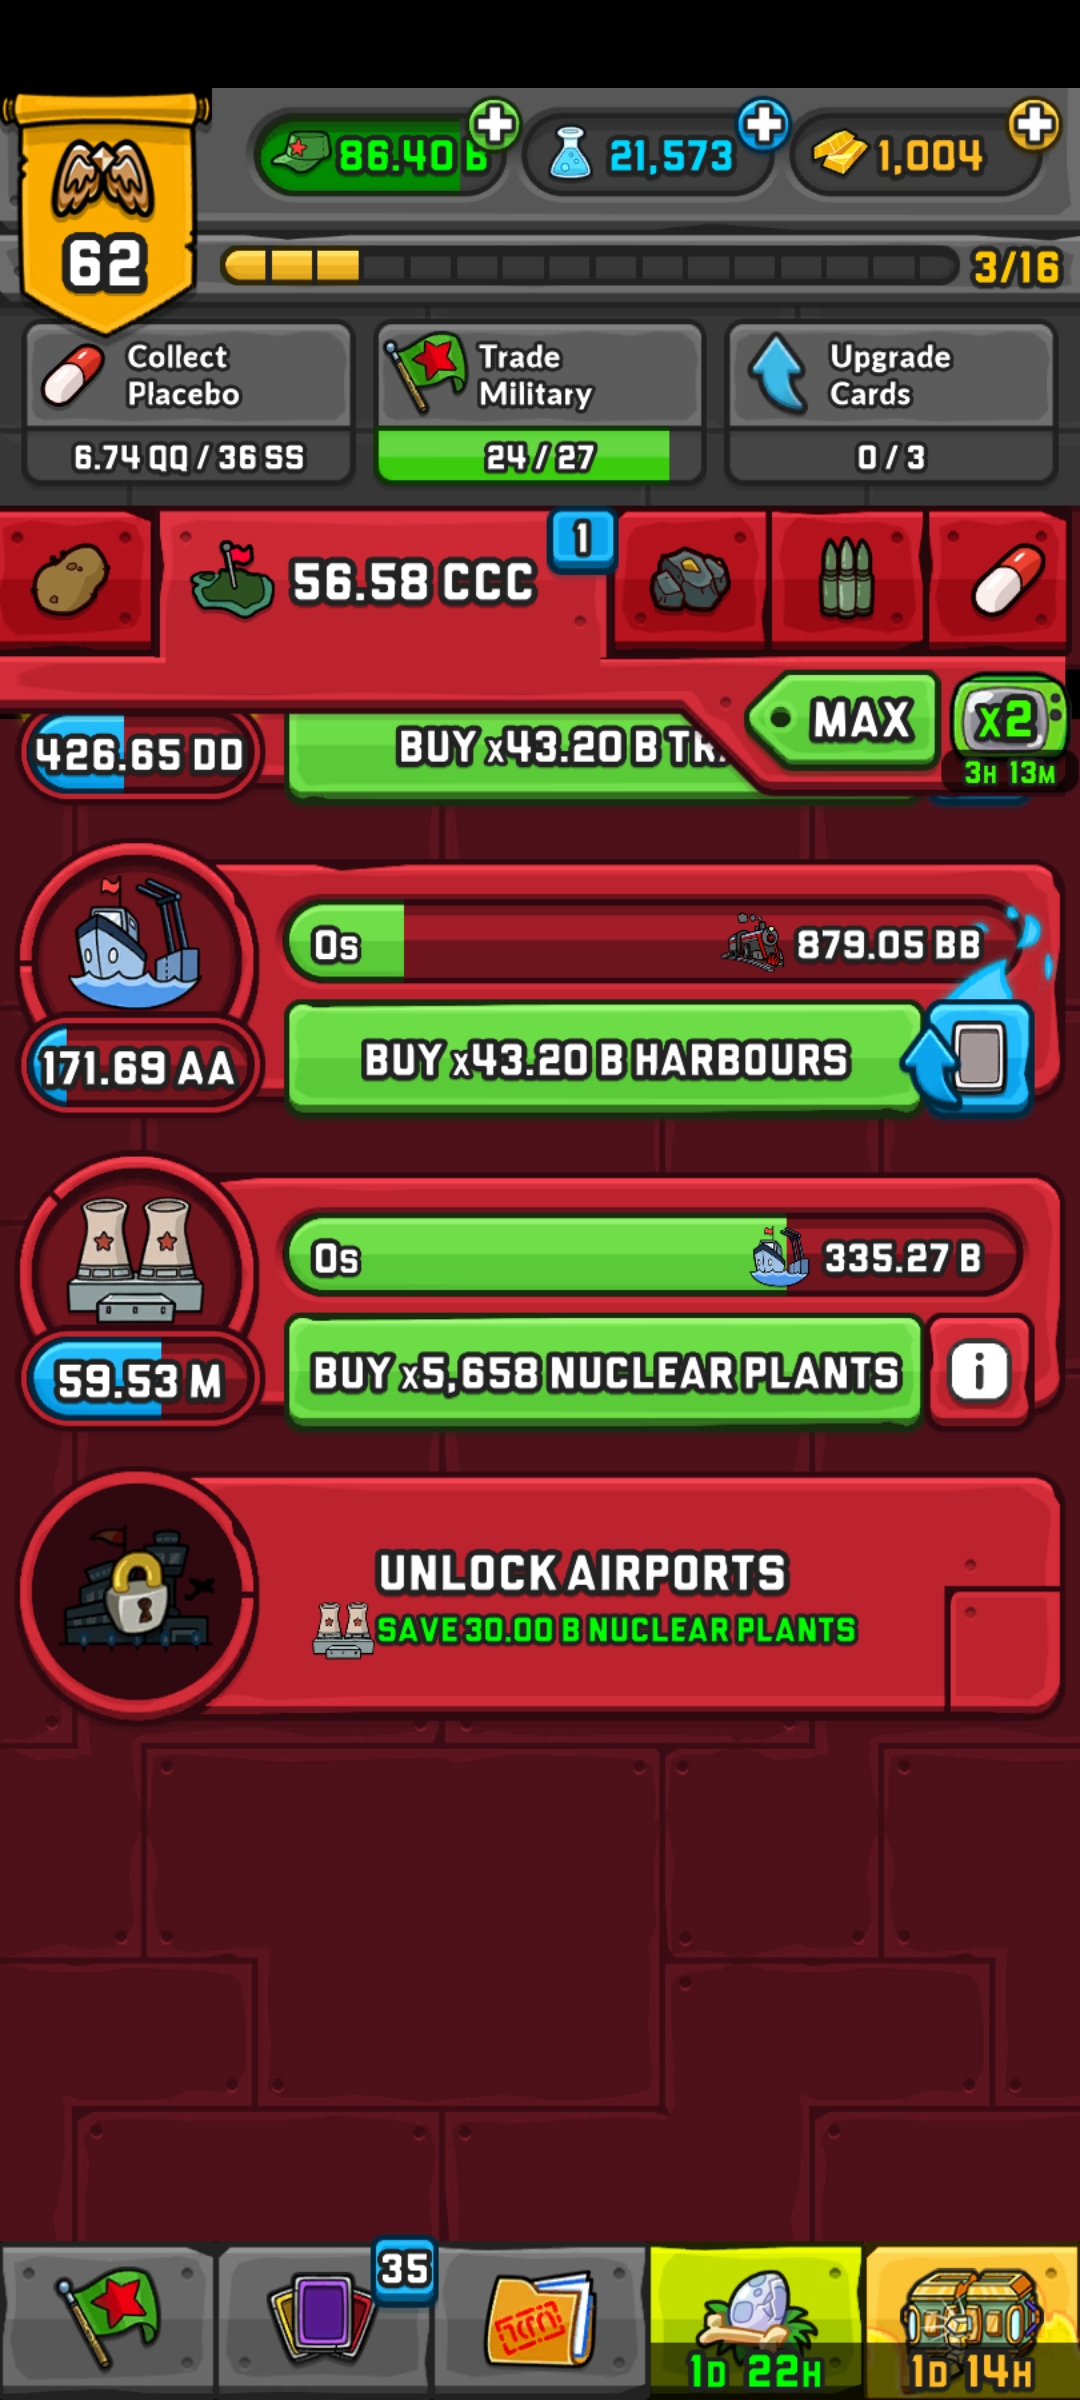 86.40 B
21,573
1,004
62
3/16
Collect
Placebo
6.74 QQ / 36 SS
Trade
Military
24 / 27
Upgrade
Cards
0 / 3
56.58 CCC
1
MAX
x2
3H 13M
426.65 DD
BUY x43.20 B
0s
879.05 BB
171.69 AA
BUY x43.20 B HARBOURS
0s
335.27 B
59.53 M
BUY x5,658 NUCLEAR PLANTS
i
UNLOCK AIRPORTS
SAVE 30.00 B NUCLEAR PLANTS
35
1D 22H
1D 14H